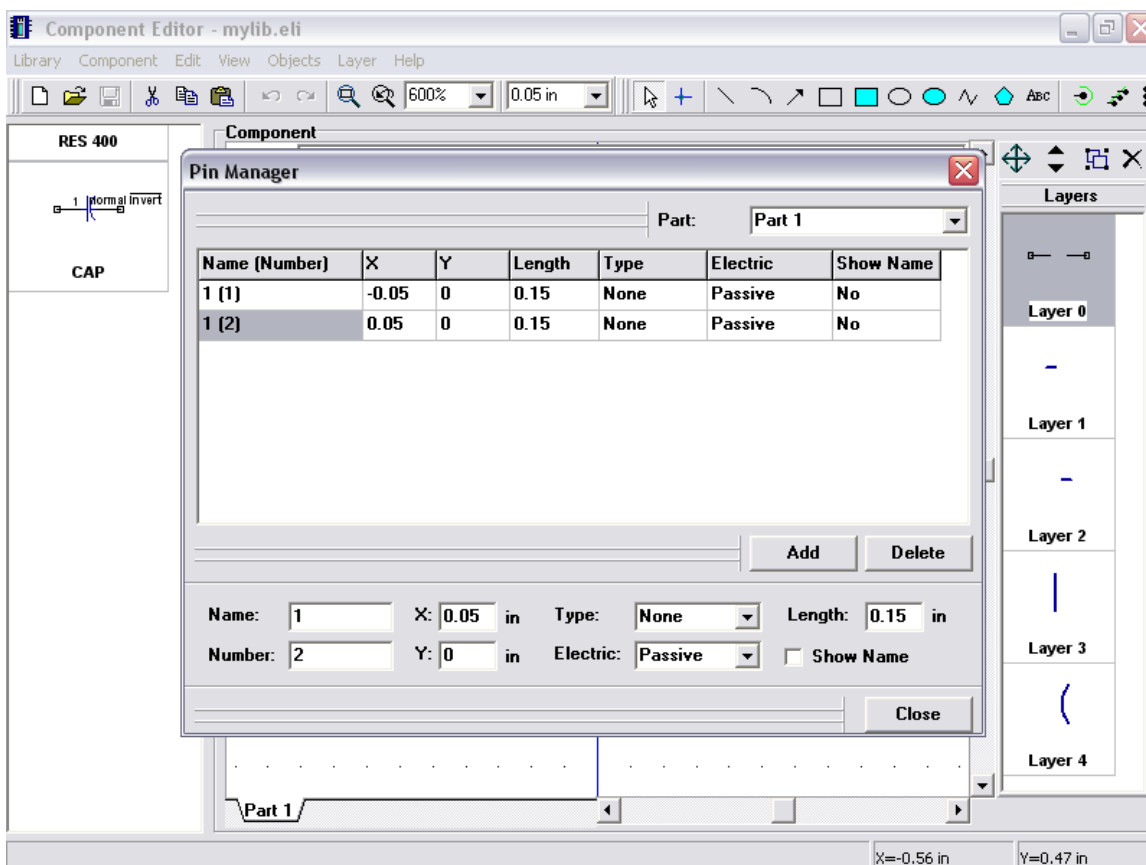 Component Editor - mylib.eli
Library Component Edit View Objects Layer Help
600% 0.05 in ABC
RES 400
1 Normal Invert
CAP
Component
Pin Manager
Part: Part 1
Name (Number) X Y Length Type Electric Show Name
1 (1) -0.05 0 0.15 None Passive No
1 (2) 0.05 0 0.15 None Passive No
Add Delete
Name: 1 X: 0.05 in Type: None Length: 0.15 in
Number: 2 Y: 0 in Electric: Passive Show Name
Close
Part 1
Layers
Layer 0
Layer 1
Layer 2
Layer 3
Layer 4
X=-0.56 in Y=0.47 in